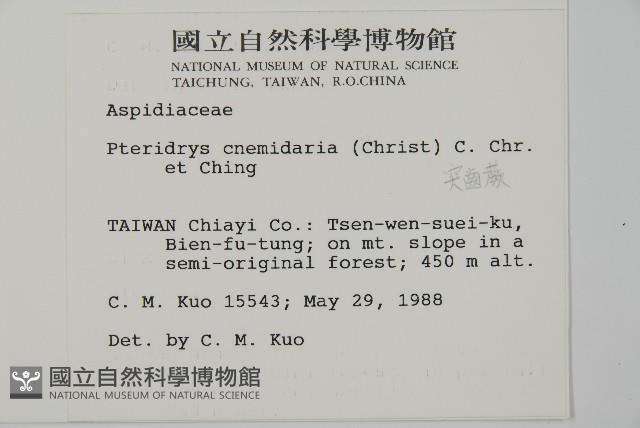 國立自然科學博物館
NATIONAL MUSEUM OF NATURAL SCIENCE
TAICHUNG, TAIWAN, R.O.CHINA
Aspidiaceae
Pteridrys cnemidaria (Christ) C. Chr.
et Ching
突齒蕨
TAIWAN Chiayi Co.: Tsen-wen-suei-ku,
Bien-fu-tung; on mt. slope in a
semi-original forest; 450 m alt.
C. M. Kuo 15543; May 29, 1988
Det. by C. M. Kuo
國立自然科學博物館
NATIONAL MUSEUM OF NATURAL SCIENCE